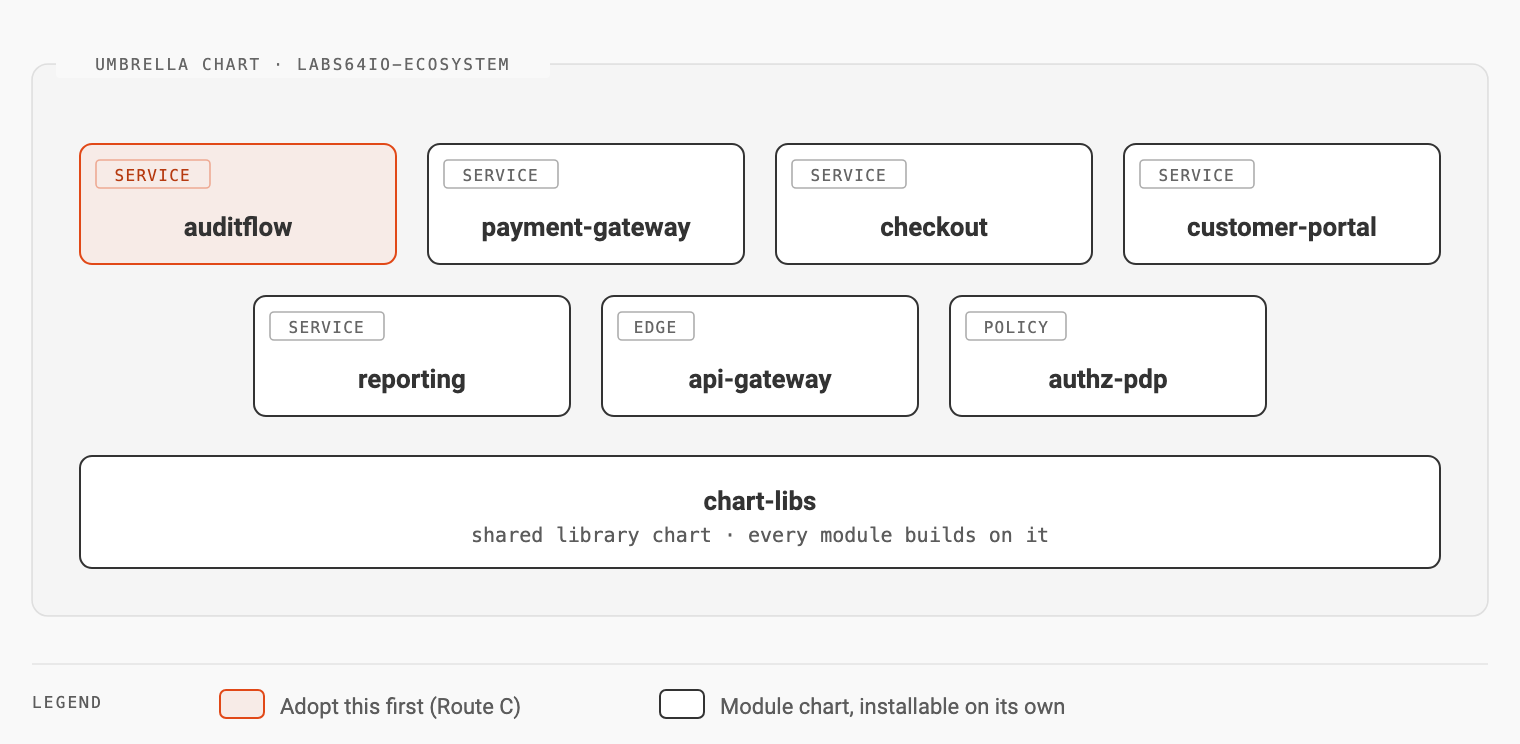 UMBRELLA CHART · LABS64IO–ECOSYSTEM
SERVICE
auditflow
SERVICE
payment-gateway
SERVICE
checkout
SERVICE
customer-portal
SERVICE
reporting
EDGE
api-gateway
POLICY
authz-pdp
chart-libs
shared library chart · every module builds on it
LEGEND
Adopt this first (Route C)
Module chart, installable on its own